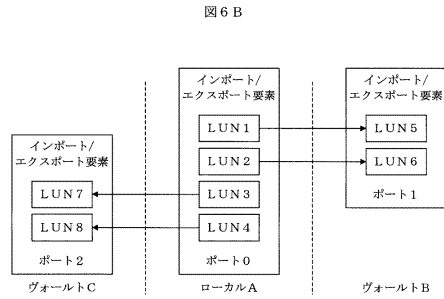 図6B
インポート/
エクスポート要素
LUN7
LUN8
ポート2
ヴォールトC
インポート/
エクスポート要素
LUN1
LUN2
LUN3
LUN4
ポート0
ローカルA
インポート/
エクスポート要素
LUN5
LUN6
ポート1
ヴォールトB